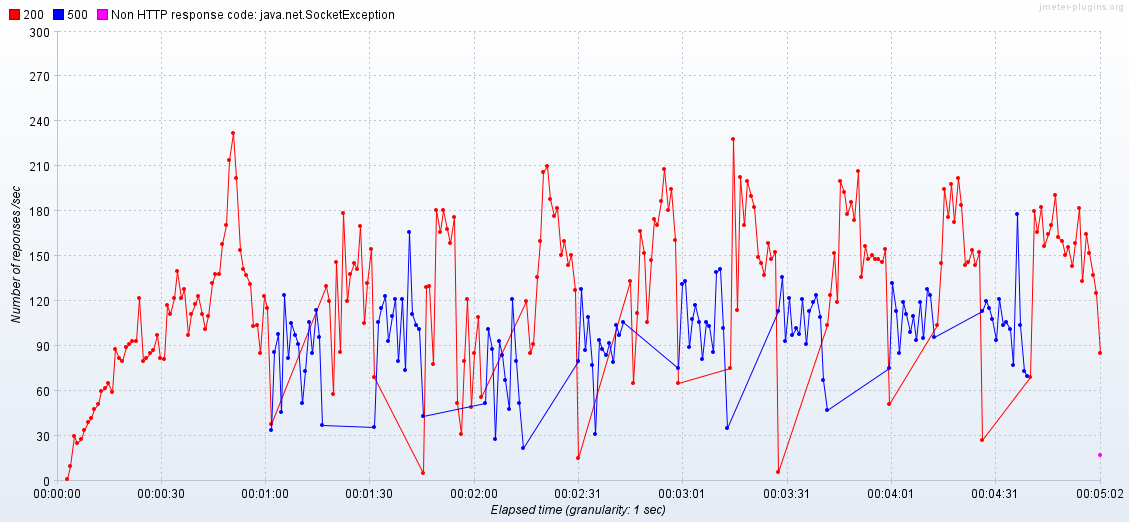 jmeter-plugins.org
200 500 Non HTTP response code: java.net.SocketException
300
270
240
210
180
150
120
90
60
30
0
Number of reponses /sec
00:00:00 00:00:30 00:01:00 00:01:30 00:02:00 00:02:31 00:03:01 00:03:31 00:04:01 00:04:31 00:05:02
Elapsed time (granularity: 1 sec)